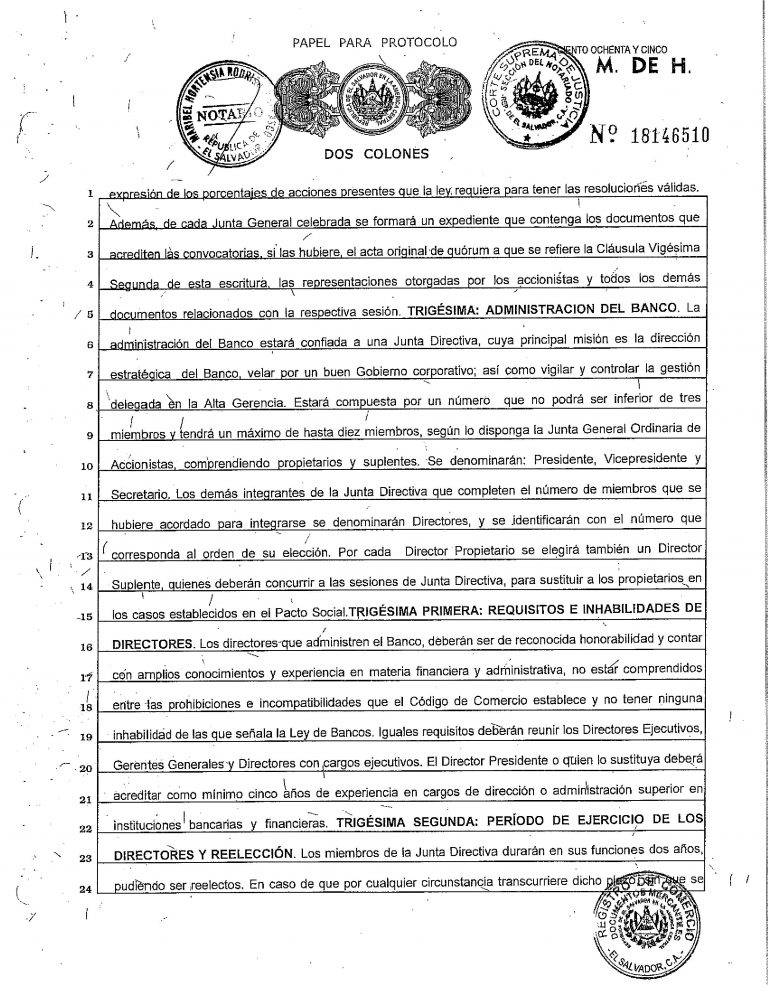 PAPEL PARA PROTOCOLO
CIENTO OCHENTA Y CINCO
M. DE H.
MARIBEL HORTENSIA
NOTARIO
REPUBLICA DE
EL SALVADOR
CORTE SUPREMA DE JUSTICIA
SECCIÓN DEL NOTARIADO
EL SALVADOR, C.A.
Nº 18146510
DOS COLONES
1 expresión de los porcentajes de acciones presentes que la ley requiera para tener las resoluciones válidas.
2 Además, de cada Junta General celebrada se formará un expediente que contenga los documentos que
3 acrediten las convocatorias, si las hubiere, el acta original de quórum a que se refiere la Cláusula Vigésima
4 Segunda de esta escritura, las representaciones otorgadas por los accionistas y todos los demás
5 documentos relacionados con la respectiva sesión. TRIGÉSIMA: ADMINISTRACION DEL BANCO. La
6 administración del Banco estará confiada a una Junta Directiva, cuya principal misión es la dirección
7 estratégica del Banco, velar por un buen Gobierno corporativo; así como vigilar y controlar la gestión
8 delegada en la Alta Gerencia. Estará compuesta por un número que no podrá ser inferior de tres
9 miembros y tendrá un máximo de hasta diez miembros, según lo disponga la Junta General Ordinaria de
10 Accionistas, comprendiendo propietarios y suplentes. Se denominarán: Presidente, Vicepresidente y
11 Secretario. Los demás integrantes de la Junta Directiva que completen el número de miembros que se
12 hubiere acordado para integrarse se denominarán Directores, y se identificarán con el número que
13 corresponda al orden de su elección. Por cada Director Propietario se elegirá también un Director
14 Suplente, quienes deberán concurrir a las sesiones de Junta Directiva, para sustituir a los propietarios en
15 los casos establecidos en el Pacto Social.TRIGÉSIMA PRIMERA: REQUISITOS E INHABILIDADES DE
16 DIRECTORES. Los directores que administren el Banco, deberán ser de reconocida honorabilidad y contar
17 con amplios conocimientos y experiencia en materia financiera y administrativa, no estar comprendidos
18 entre las prohibiciones e incompatibilidades que el Código de Comercio establece y no tener ninguna
19 inhabilidad de las que señala la Ley de Bancos. Iguales requisitos deberán reunir los Directores Ejecutivos,
20 Gerentes Generales y Directores con cargos ejecutivos. El Director Presidente o quien lo sustituya deberá
21 acreditar como mínimo cinco años de experiencia en cargos de dirección o administración superior en
22 instituciones bancarias y financieras. TRIGÉSIMA SEGUNDA: PERÍODO DE EJERCICIO DE LOS
23 DIRECTORES Y REELECCIÓN. Los miembros de la Junta Directiva durarán en sus funciones dos años,
24 pudiendo ser reelectos. En caso de que por cualquier circunstancia transcurriere dicho plazo sin que se
REGISTRO DE COMERCIO
DOCUMENTOS MERCANTILES
EL SALVADOR, C.A.